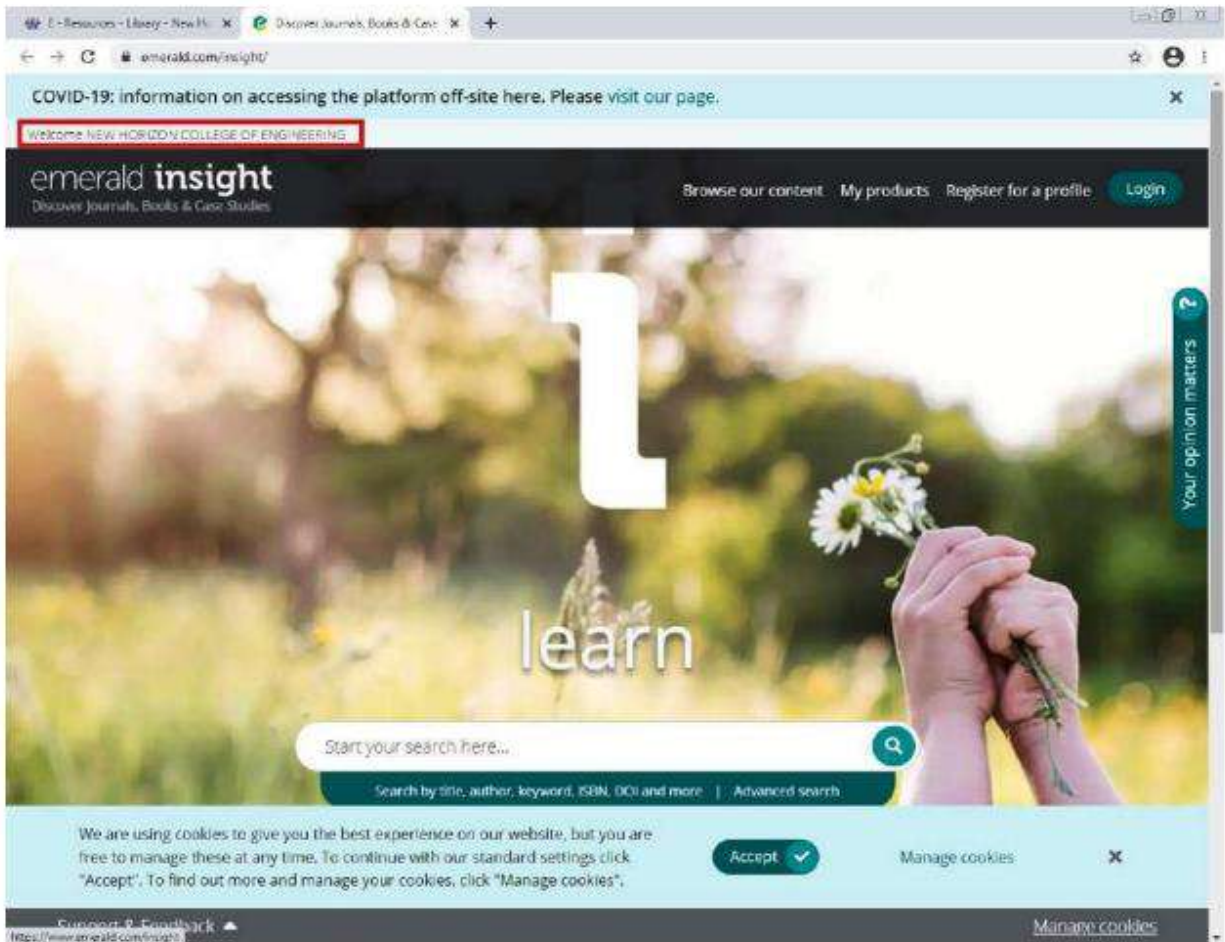 E - Resources - Library - New Ho
Discover Journals, Books & Case
emerald.com/insight/
COVID-19: information on accessing the platform off-site here. Please visit our page.
Welcome NEW HORIZON COLLEGE OF ENGINEERING
emerald insight
Discover Journals, Books & Case Studies
Browse our content My products Register for a profile Login
Your opinion matters ?
i
learn
Start your search here...
Search by title, author, keyword, ISBN, DOI and more | Advanced search
We are using cookies to give you the best experience on our website, but you are
free to manage these at any time. To continue with our standard settings click
"Accept". To find out more and manage your cookies, click "Manage cookies".
Accept
Manage cookies
Support & Feedback
Manage cookies
https://www.emerald.com/insight